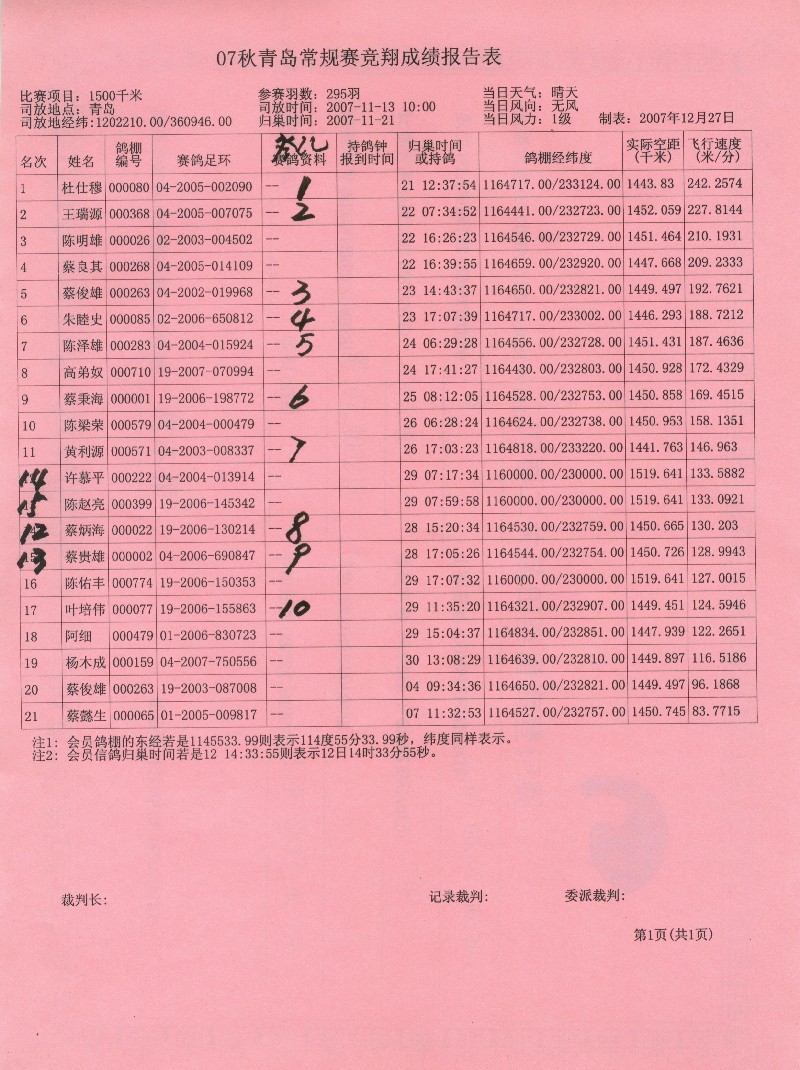 07秋青岛常规赛竞翔成绩报告表
比赛项目: 1500千米 参赛羽数: 295羽 当日天气: 晴天
司放地点: 青岛 司放时间: 2007-11-13 10:00 当日风向: 无风
司放地经纬:1202210.00/360946.00 归巢时间: 2007-11-21 当日风力: 1级 制表: 2007年12月27日
名次 姓名 鸽棚编号 赛鸽足环 赛鸽资料 持鸽钟报到时间 归巢时间或持鸽 鸽棚经纬度 实际空距(千米) 飞行速度(米/分)
1 杜仕穆 000080 04-2005-002090 -- 1 21 12:37:54 1164717.00/233124.00 1443.83 242.2574
2 王瑞源 000368 04-2005-007075 -- 2 22 07:34:52 1164441.00/232723.00 1452.059 227.8144
3 陈明雄 000026 02-2003-004502 -- 22 16:26:23 1164546.00/232729.00 1451.464 210.1931
4 蔡良其 000268 04-2005-014109 -- 22 16:39:55 1164659.00/232920.00 1447.668 209.2333
5 蔡俊雄 000263 04-2002-019968 -- 3 23 14:43:37 1164650.00/232821.00 1449.497 192.7621
6 朱睦史 000085 02-2006-650812 -- 4 23 17:07:39 1164717.00/233002.00 1446.293 188.7212
7 陈泽雄 000283 04-2004-015924 -- 5 24 06:29:28 1164556.00/232728.00 1451.431 187.4636
8 高弟奴 000710 19-2007-070994 -- 24 17:41:27 1164430.00/232803.00 1450.928 172.4329
9 蔡秉海 000001 19-2006-198772 -- 6 25 08:12:05 1164528.00/232753.00 1450.858 169.4515
10 陈梁荣 000579 04-2004-000479 -- 26 06:28:24 1164624.00/232738.00 1450.953 158.1351
11 黄利源 000571 04-2003-008337 -- 7 26 17:03:23 1164818.00/233220.00 1441.763 146.963
14 许慕平 000222 04-2004-013914 -- 29 07:17:34 1160000.00/230000.00 1519.641 133.5882
15 陈赵亮 000399 19-2006-145342 -- 29 07:59:58 1160000.00/230000.00 1519.641 133.0921
12 蔡炳海 000022 19-2006-130214 -- 8 28 15:20:34 1164530.00/232759.00 1450.665 130.203
13 蔡贵雄 000002 04-2006-690847 -- 9 28 17:05:26 1164544.00/232754.00 1450.726 128.9943
16 陈佑丰 000774 19-2006-150353 -- 29 17:07:32 1160000.00/230000.00 1519.641 127.0015
17 叶培伟 000077 19-2006-155863 -- 10 29 11:35:20 1164321.00/232907.00 1449.451 124.5946
18 阿细 000479 01-2006-830723 -- 29 15:04:37 1164834.00/232851.00 1447.939 122.2651
19 杨木成 000159 04-2007-750556 -- 30 13:08:29 1164639.00/232810.00 1449.897 116.5186
20 蔡俊雄 000263 19-2003-087008 -- 04 09:34:36 1164650.00/232821.00 1449.497 96.1868
21 蔡懿生 000065 01-2005-009817 -- 07 11:32:53 1164527.00/232757.00 1450.745 83.7715
注1: 会员鸽棚的东经若是1145533.99则表示114度55分33.99秒，纬度同样表示。
注2: 会员信鸽归巢时间若是12 14:33:55则表示12日14时33分55秒。
裁判长: 记录裁判: 委派裁判:
第1页(共1页)